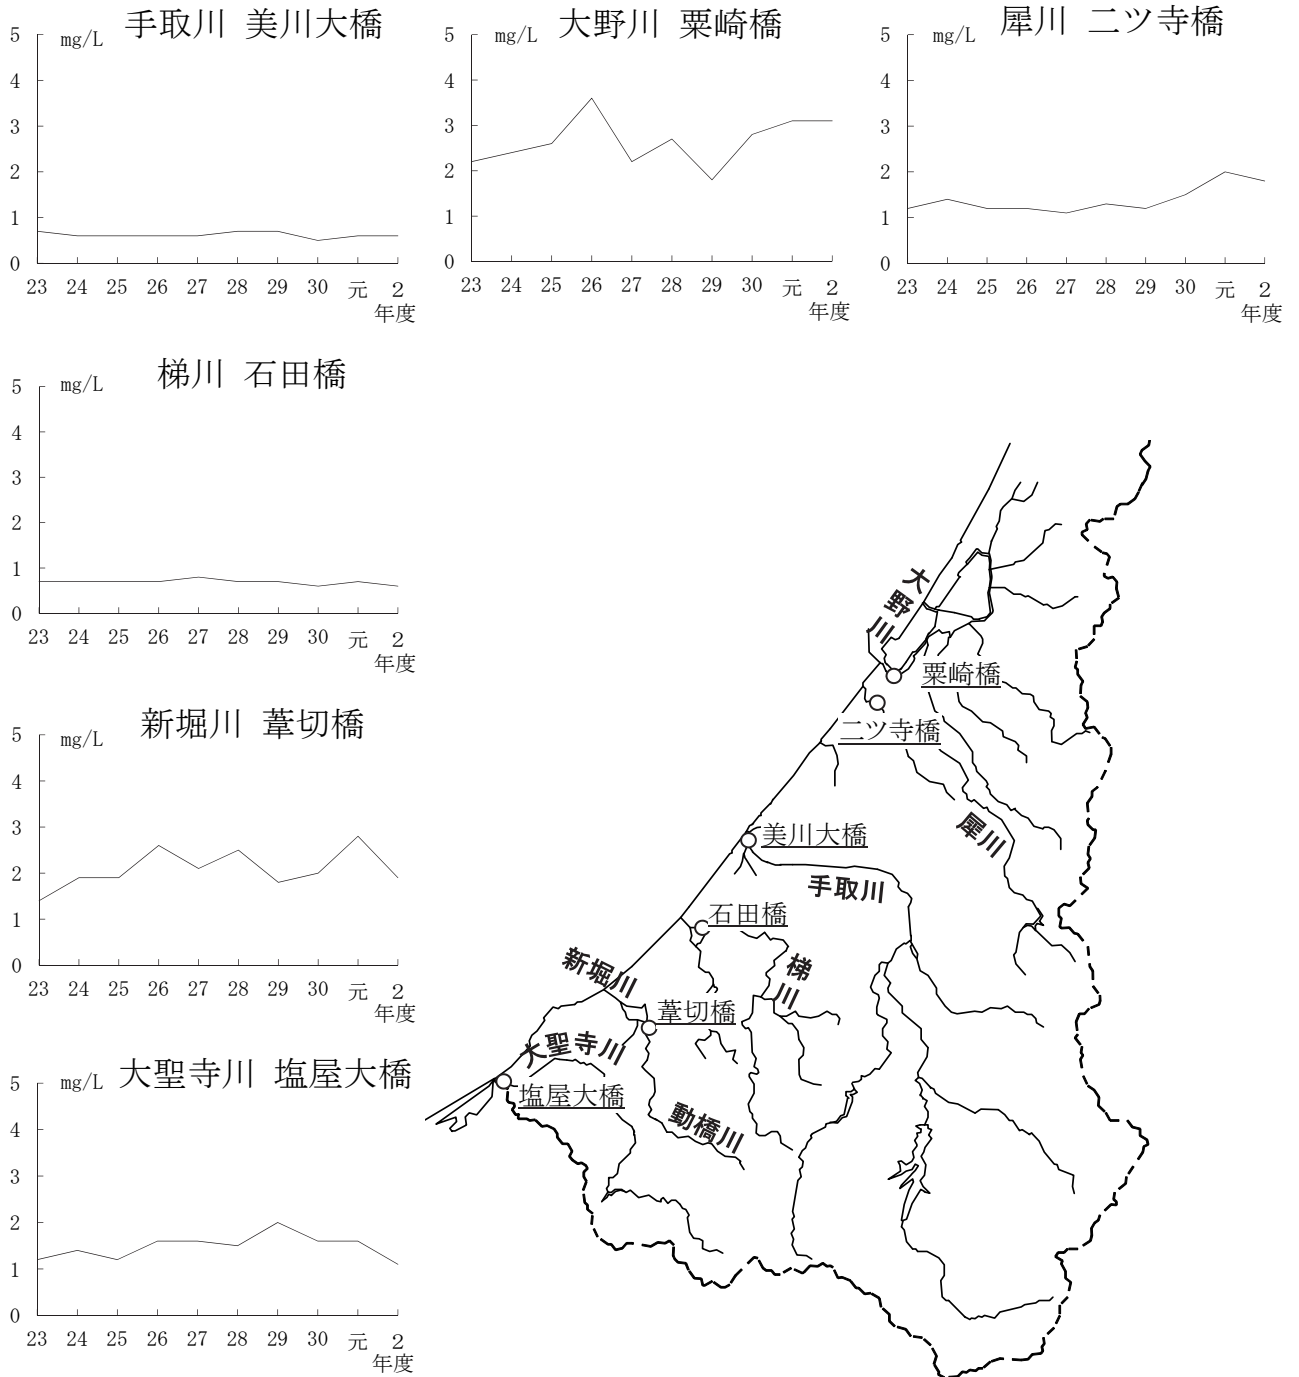 手取川 美川大橋
mg/L
5
4
3
2
1
0
23 24 25 26 27 28 29 30 元 2
年度
大野川 粟崎橋
mg/L
5
4
3
2
1
0
23 24 25 26 27 28 29 30 元 2
年度
犀川 二ツ寺橋
mg/L
5
4
3
2
1
0
23 24 25 26 27 28 29 30 元 2
年度
梯川 石田橋
mg/L
5
4
3
2
1
0
23 24 25 26 27 28 29 30 元 2
年度
新堀川 葦切橋
mg/L
5
4
3
2
1
0
23 24 25 26 27 28 29 30 元 2
年度
大聖寺川 塩屋大橋
mg/L
5
4
3
2
1
0
23 24 25 26 27 28 29 30 元 2
年度
大野川
粟崎橋
二ツ寺橋
犀川
美川大橋
手取川
石田橋
梯川
新堀川
葦切橋
大聖寺川
塩屋大橋
動橋川